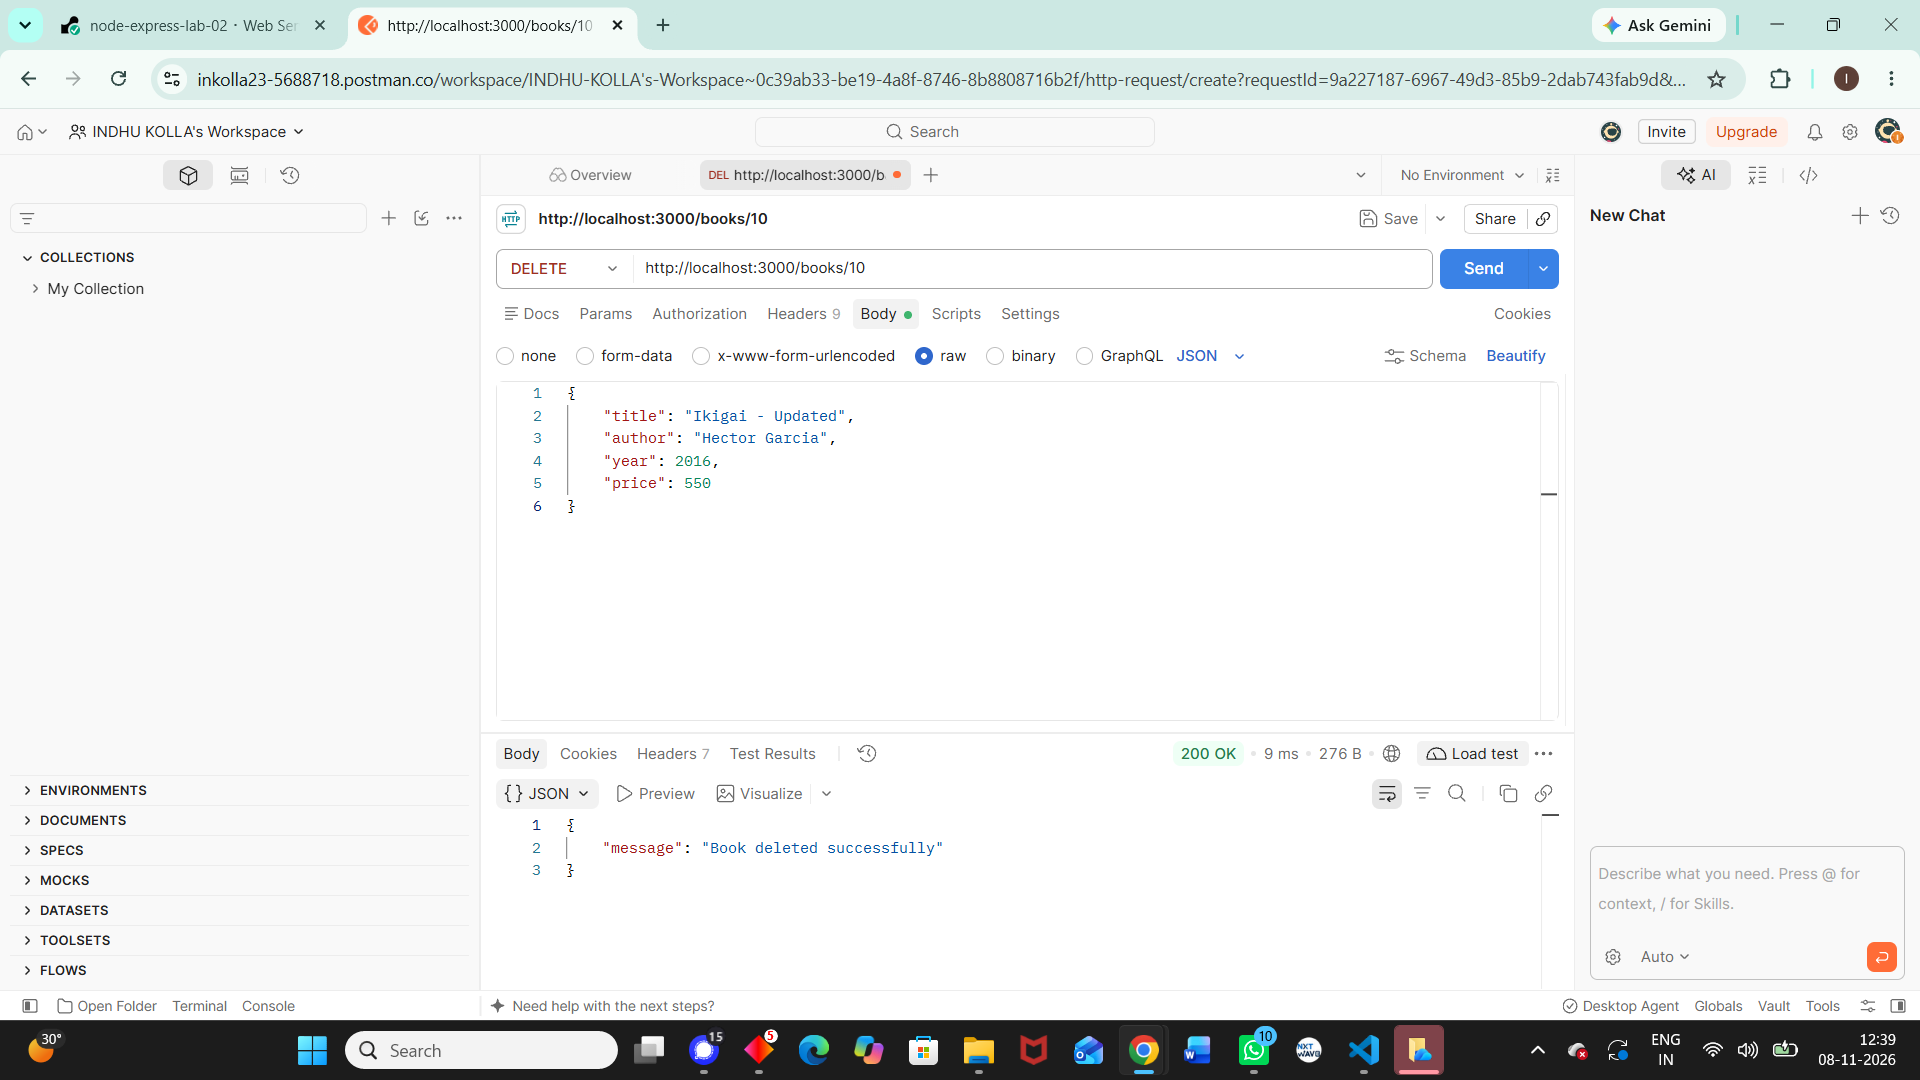 node-express-lab-02 · Web Ser
http://localhost:3000/books/10
Ask Gemini
inkolla23-5688718.postman.co/workspace/INDHU-KOLLA's-Workspace~0c39ab33-be19-4a8f-8746-8b8808716b2f/http-request/create?requestId=9a227187-6967-49d3-85b9-2dab743fab9d&...
I
INDHU KOLLA's Workspace
Search
Invite
Upgrade
Overview
DEL http://localhost:3000/b
No Environment
AI
HTTP
http://localhost:3000/books/10
Save
Share
New Chat
COLLECTIONS
My Collection
DELETE
http://localhost:3000/books/10
Send
Docs
Params
Authorization
Headers 9
Body
Scripts
Settings
Cookies
none
form-data
x-www-form-urlencoded
raw
binary
GraphQL
JSON
Schema
Beautify
1 {
2 "title": "Ikigai - Updated",
3 "author": "Hector Garcia",
4 "year": 2016,
5 "price": 550
6 }
Body
Cookies
Headers 7
Test Results
200 OK
9 ms
276 B
Load test
{} JSON
Preview
Visualize
1 {
2 "message": "Book deleted successfully"
3 }
ENVIRONMENTS
DOCUMENTS
SPECS
MOCKS
DATASETS
TOOLSETS
FLOWS
Describe what you need. Press @ for
context, / for Skills.
Auto
Open Folder
Terminal
Console
Need help with the next steps?
Desktop Agent
Globals
Vault
Tools
30°
Search
15
5
10
NXT
WAVE
ENG
IN
12:39
08-11-2026